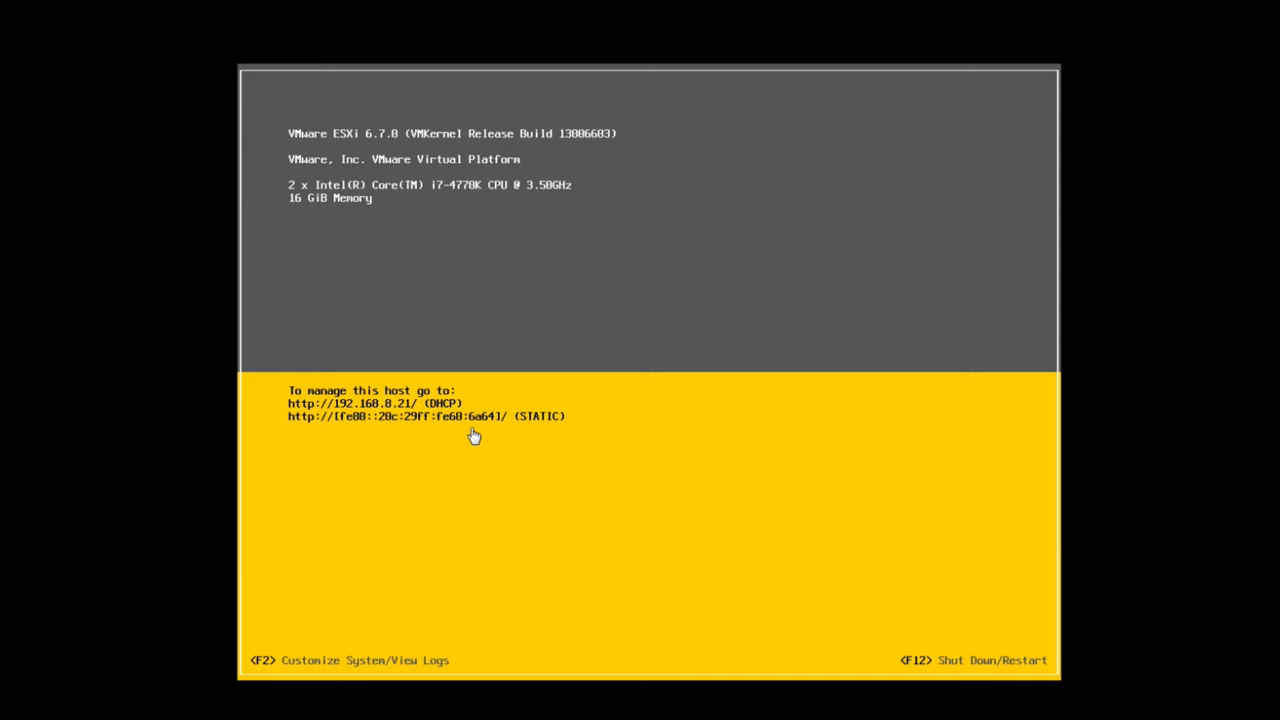 VMware ESXi 6.7.0 (VMKernel Release Build 13006603)
VMware, Inc. VMware Virtual Platform
2 x Intel(R) Core(TM) i7-4770K CPU @ 3.50GHz
16 GiB Memory
To manage this host go to:
http://192.168.8.21/ (DHCP)
http://[fe80::20c:29ff:fe60:6a64]/ (STATIC)
<F2> Customize System/View Logs
<F12> Shut Down/Restart